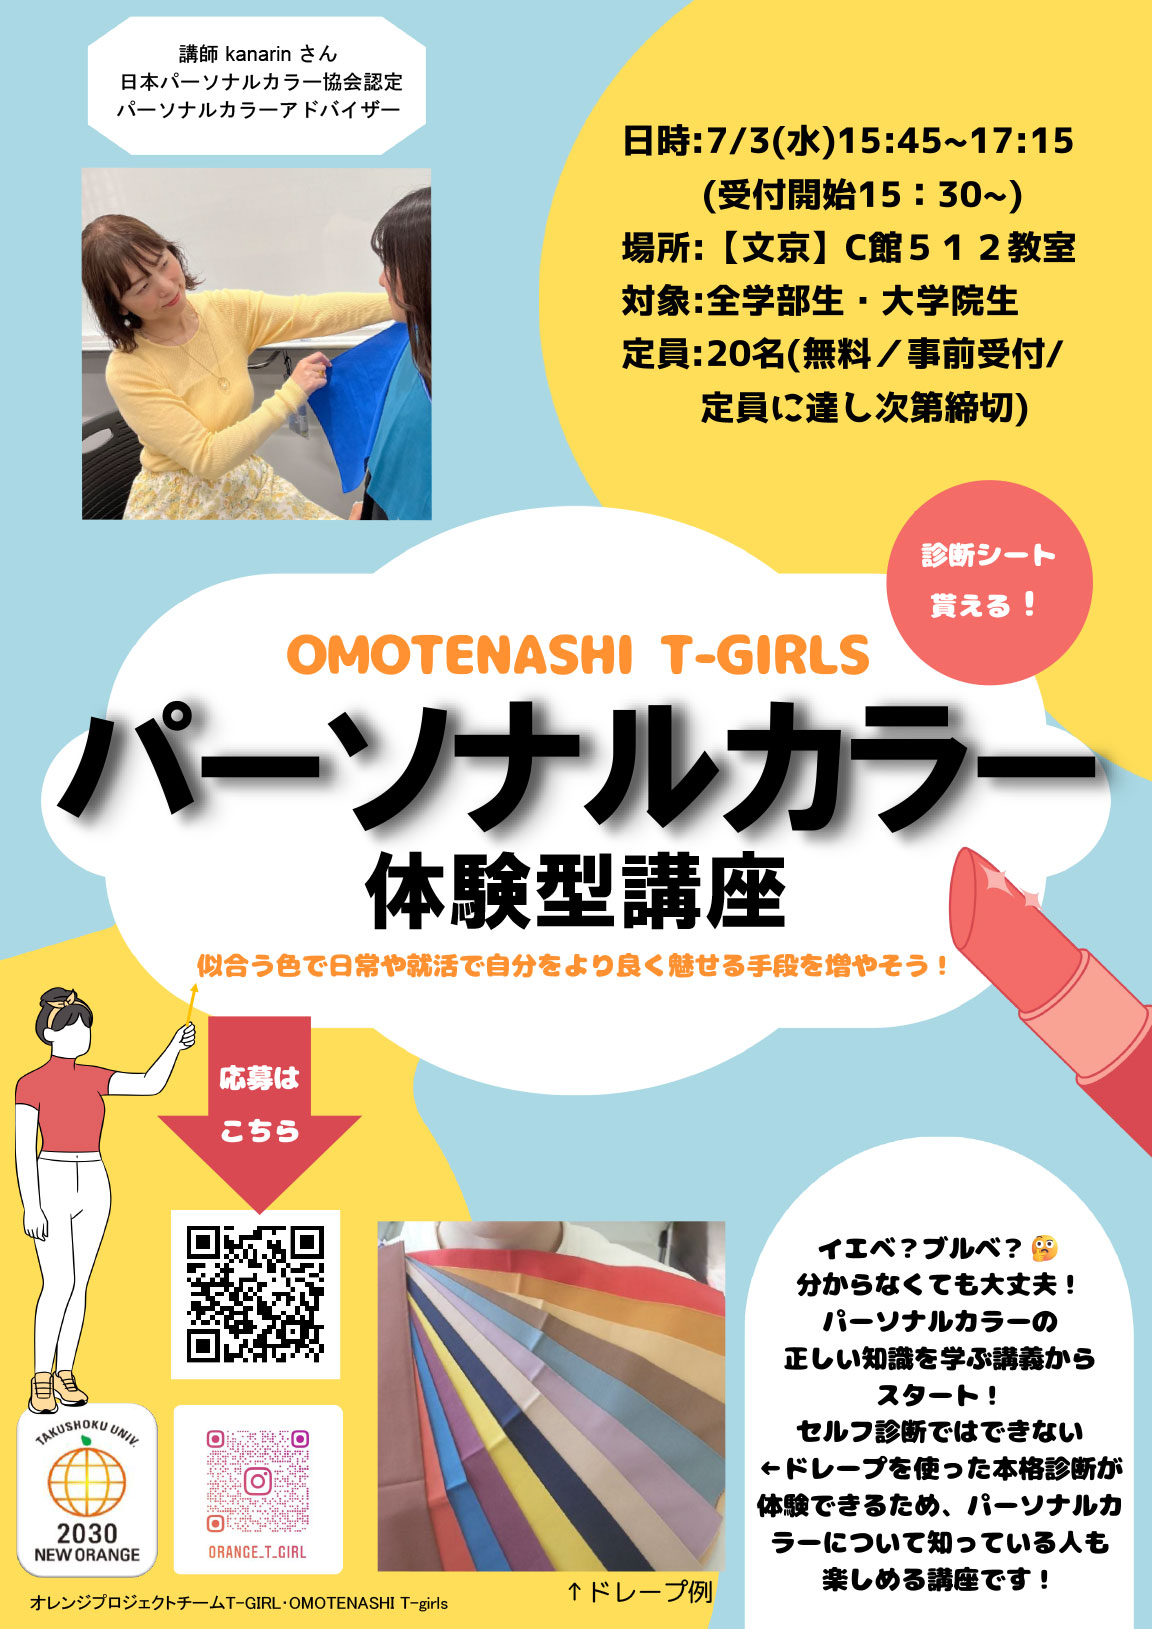 講師 kanarin さん
日本パーソナルカラー協会認定
パーソナルカラーアドバイザー
日時:7/3(水)15:45~17:15
(受付開始15：30~)
場所:【文京】C館５１２教室
対象:全学部生・大学院生
定員:20名(無料／事前受付/
定員に達し次第締切)
診断シート
貰える！
OMOTENASHI T-GIRLS
パーソナルカラー
体験型講座
似合う色で日常や就活で自分をより良く魅せる手段を増やそう！
応募は
こちら
イエベ？ブルベ？🤔
分からなくても大丈夫！
パーソナルカラーの
正しい知識を学ぶ講義から
スタート！
セルフ診断ではできない
←ドレープを使った本格診断が
体験できるため、パーソナルカ
ラーについて知っている人も
楽しめる講座です！
TAKUSHOKU UNIV.
2030
NEW ORANGE
ORANGE_T_GIRL
↑ドレープ例
オレンジプロジェクトチームT-GIRL･OMOTENASHI T-girls